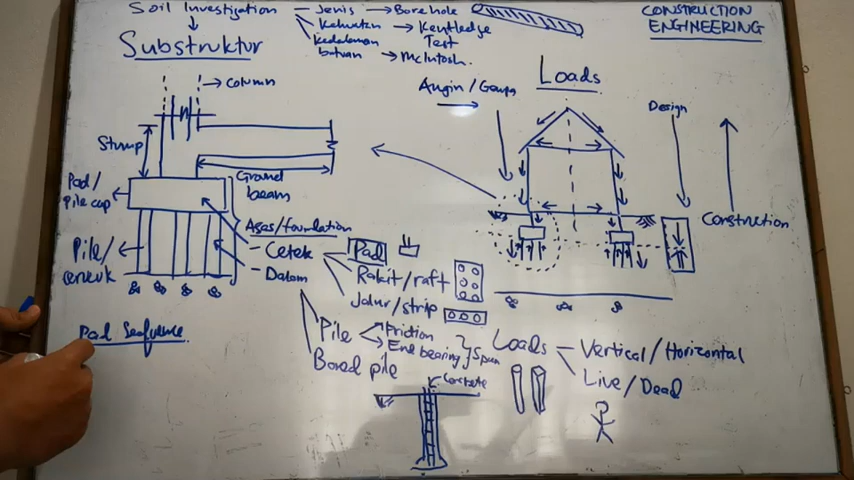 Soil Investigation - Jenis → Borehole
Kekuatan → Kentledge Test
Kedalaman batuan → McIntosh.
CONSTRUCTION
ENGINEERING
Substruktur
Loads
→ Column
Angin / Gempa
Design
Stump
Pad /
Pile cap
Ground
beam
Construction
Asas/foundation
Pile/
cerucuk
- Cetek
Pad
- Dalam
Rakit/raft
Jalur/strip
Pad Sequence
Pile
Friction
End bearing
Spun
Bored pile
Concrete
Loads
Vertical/Horizontal
Live/Dead